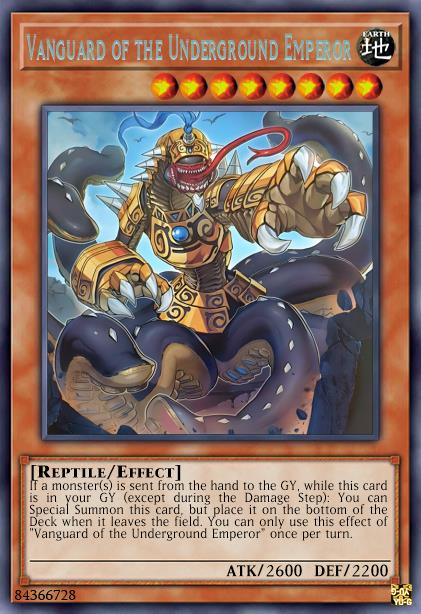 VANGUARD OF THE UNDERGROUND EMPEROR
EARTH
地
[REPTILE/EFFECT]
If a monster(s) is sent from the hand to the GY, while this card
is in your GY (except during the Damage Step): You can
Special Summon this card, but place it on the bottom of the
Deck when it leaves the field. You can only use this effect of
"Vanguard of the Underground Emperor" once per turn.
ATK/2600 DEF/2200
84366728